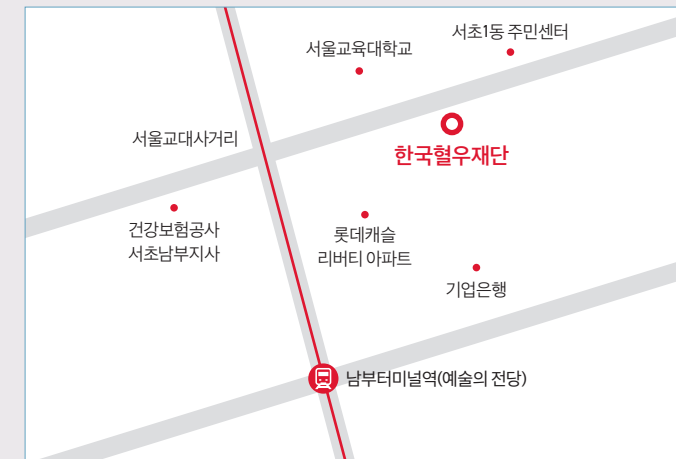 서초1동 주민센터
서울교육대학교
서울교대사거리
한국혈우재단
건강보험공사
서초남부지사
롯데캐슬
리버티 아파트
기업은행
남부터미널역(예술의 전당)